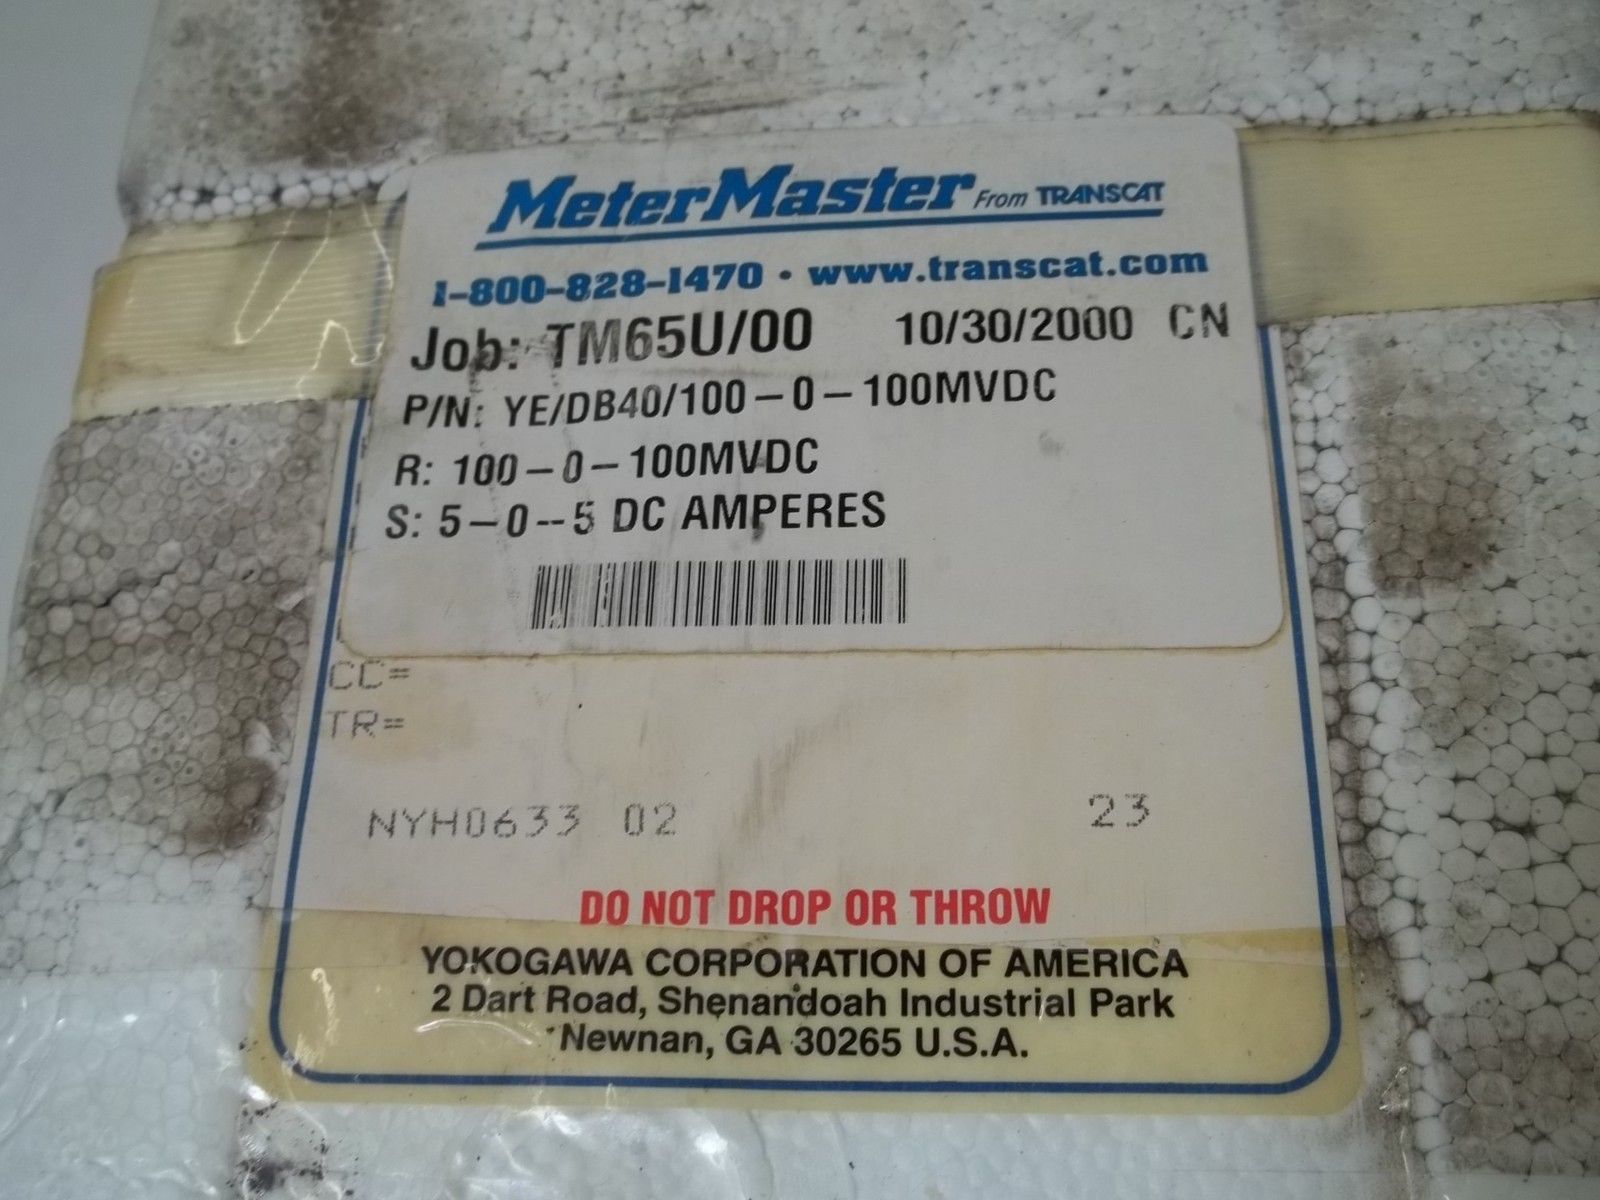 MeterMaster From TRANSCAT
1-800-828-1470 • www.transcat.com
Job: TM65U/00 10/30/2000 CN
P/N: YE/DB40/100-0-100MVDC
R: 100-0-100MVDC
S: 5-0--5 DC AMPERES
CC=
TR=
NYH0633 02 23
DO NOT DROP OR THROW
YOKOGAWA CORPORATION OF AMERICA
2 Dart Road, Shenandoah Industrial Park
Newnan, GA 30265 U.S.A.